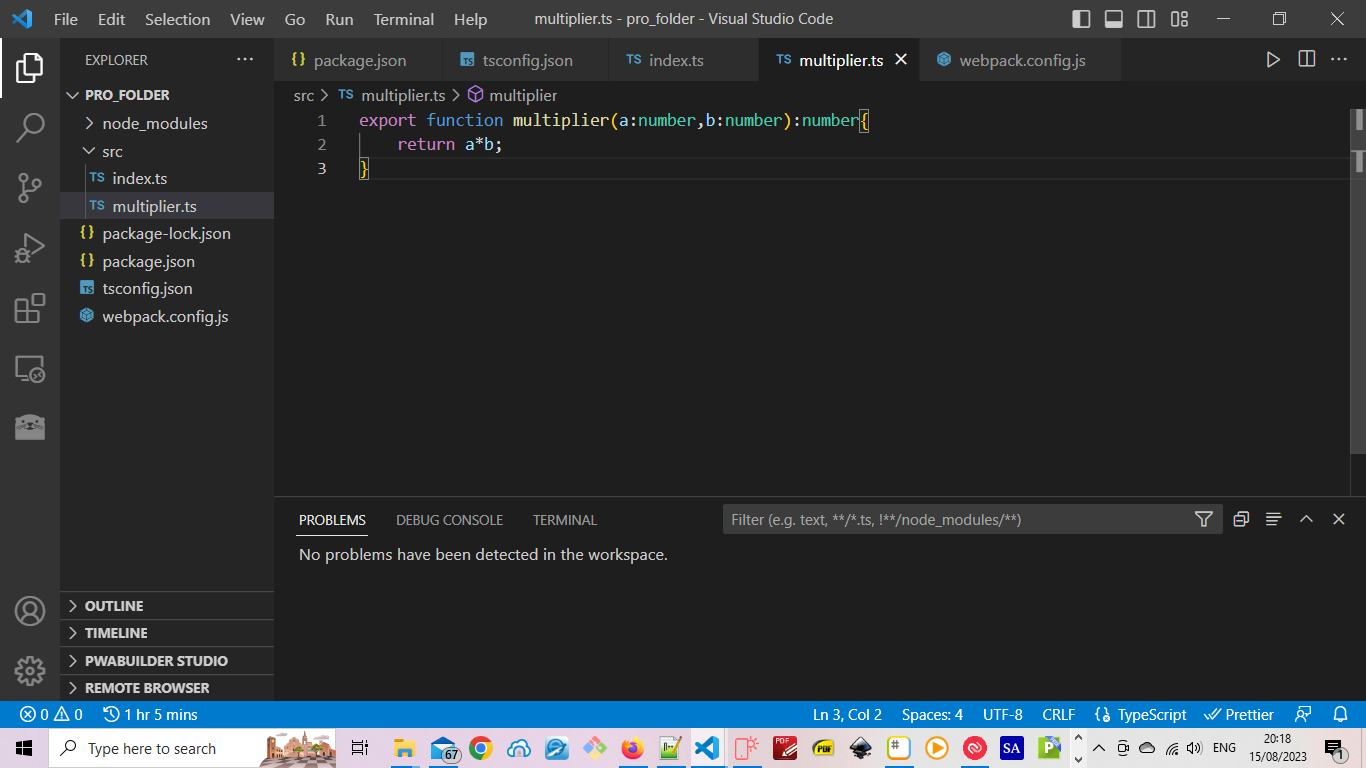 File Edit Selection View Go Run Terminal Help multiplier.ts - pro_folder - Visual Studio Code
EXPLORER
PRO_FOLDER
node_modules
src
TS index.ts
TS multiplier.ts
{} package-lock.json
{} package.json
TS tsconfig.json
webpack.config.js
OUTLINE
TIMELINE
PWABUILDER STUDIO
REMOTE BROWSER
{} package.json TS tsconfig.json TS index.ts TS multiplier.ts webpack.config.js
src > TS multiplier.ts > multiplier
1 export function multiplier(a:number,b:number):number{
2 return a*b;
3 }
PROBLEMS DEBUG CONSOLE TERMINAL Filter (e.g. text, **/*.ts, !**/node_modules/**)
No problems have been detected in the workspace.
0 0 1 hr 5 mins Ln 3, Col 2 Spaces: 4 UTF-8 CRLF {} TypeScript Prettier
Type here to search 67 PDF PDF # SA P ENG 20:18
15/08/2023 1